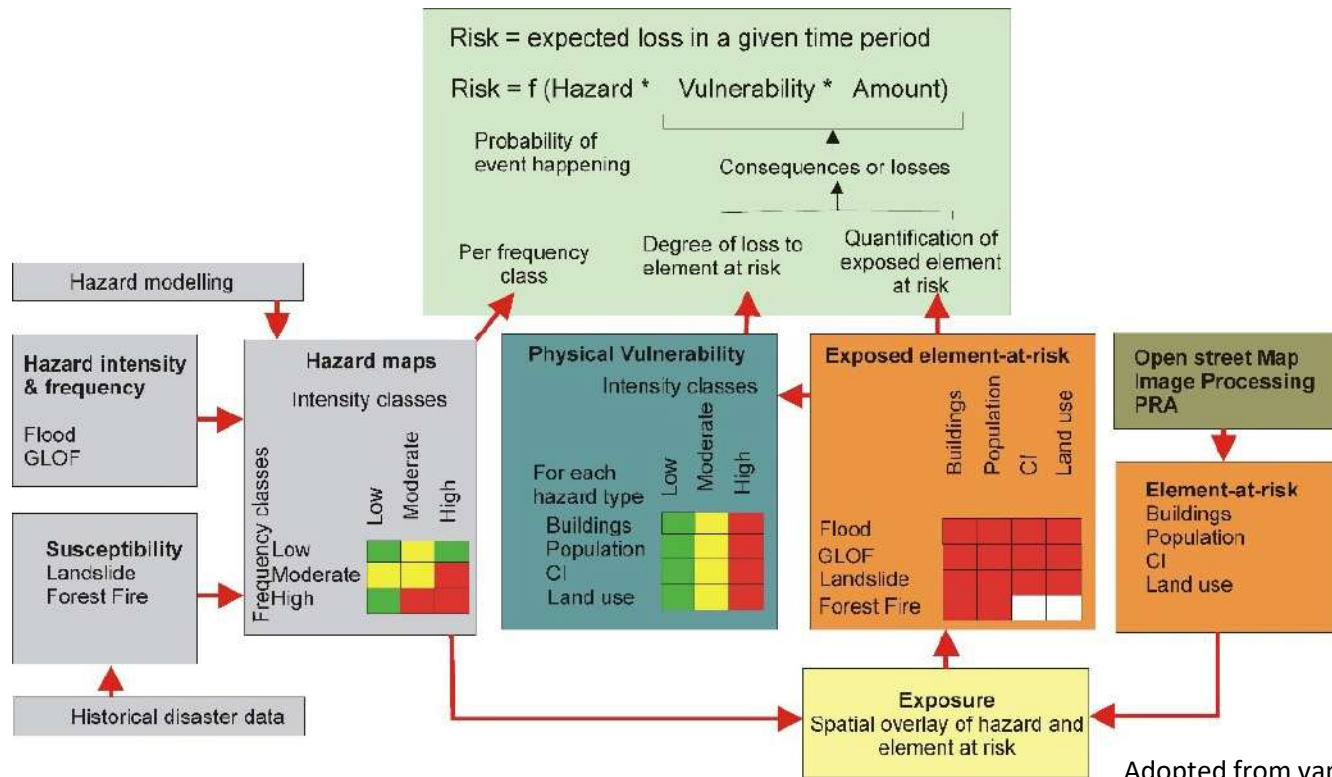 Risk = expected loss in a given time period
Risk = f (Hazard * Vulnerability * Amount)
Probability of
event happening
Consequences or losses
Per frequency
class
Degree of loss to
element at risk
Quantification of
exposed element
at risk
Hazard modelling
Hazard intensity
& frequency
Flood
GLOF
Susceptibility
Landslide
Forest Fire
Historical disaster data
Hazard maps
Intensity classes
Frequency classes
Low
Moderate
High
Low
Moderate
High
Physical Vulnerability
Intensity classes
For each
hazard type
Low
Moderate
High
Buildings
Population
CI
Land use
Exposed element-at-risk
Buildings
Population
CI
Land use
Flood
GLOF
Landslide
Forest Fire
Open street Map
Image Processing
PRA
Element-at-risk
Buildings
Population
CI
Land use
Exposure
Spatial overlay of hazard and
element at risk
Adopted from